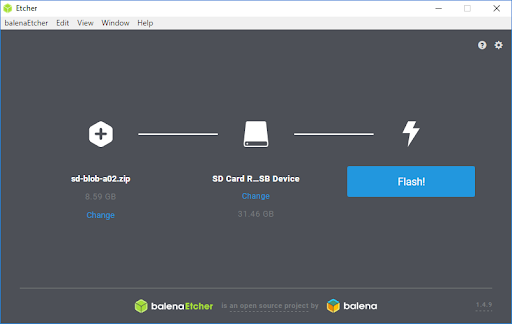 Etcher
balenaEtcher Edit View Window Help
sd-blob-a02.zip
8.59 GB
Change
SD Card R...SB Device
Change
31.46 GB
Flash!
balenaEtcher is an open source project by balena
1.4.9